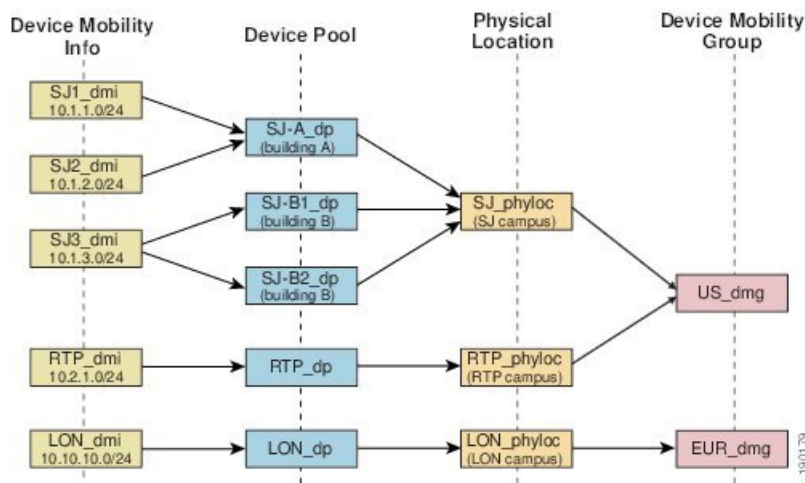 Device Mobility
Info
Device Pool
Physical
Location
Device Mobility
Group
SJ1_dmi
10.1.1.0/24
SJ2_dmi
10.1.2.0/24
SJ3_dmi
10.1.3.0/24
RTP_dmi
10.2.1.0/24
LON_dmi
10.10.10.0/24
SJ-A_dp
(building A)
SJ-B1_dp
(building B)
SJ-B2_dp
(building B)
RTP_dp
LON_dp
SJ_phyloc
(SJ campus)
RTP_phyloc
(RTP campus)
LON_phyloc
(LON campus)
US_dmg
EUR_dmg
190179